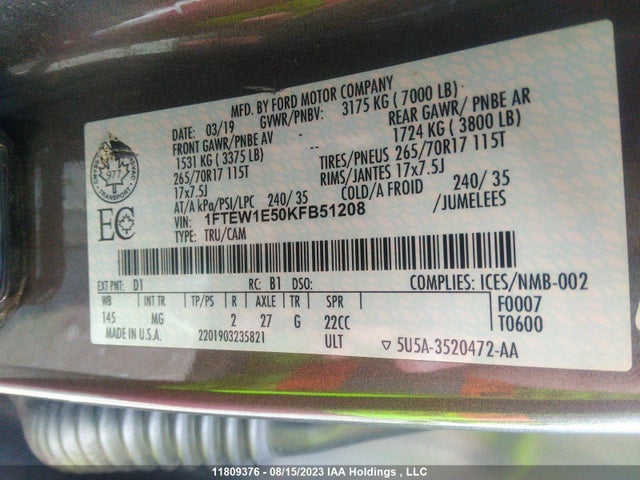 MFD. BY FORD MOTOR COMPANY
DATE: 03/19 GVWR/PNBV: 3175 KG ( 7000 LB)
FRONT GAWR/PNBE AV REAR GAWR/ PNBE AR
1531 KG ( 3375 LB) 1724 KG ( 3800 LB)
265/70R17 115T TIRES/PNEUS 265/70R17 115T
17x7.5J RIMS/JANTES 17x7.5J
AT/A kPa/PSI/LPC 240/ 35 COLD/A FROID 240/ 35
VIN: 1FTEW1E50KFB51208 /JUMELEES
TYPE: TRU/CAM
977
TRANSPORT
EC
EXT PNT: D1 RC: B1 DSO: COMPLIES: ICES/NMB-002
WB INT TR TP/PS R AXLE TR SPR F0007
145 MG 2 27 G 22CC T0600
MADE IN U.S.A. 2201903235821 ULT ▽ 5U5A-3520472-AA
11809376 - 08/15/2023 IAA Holdings , LLC